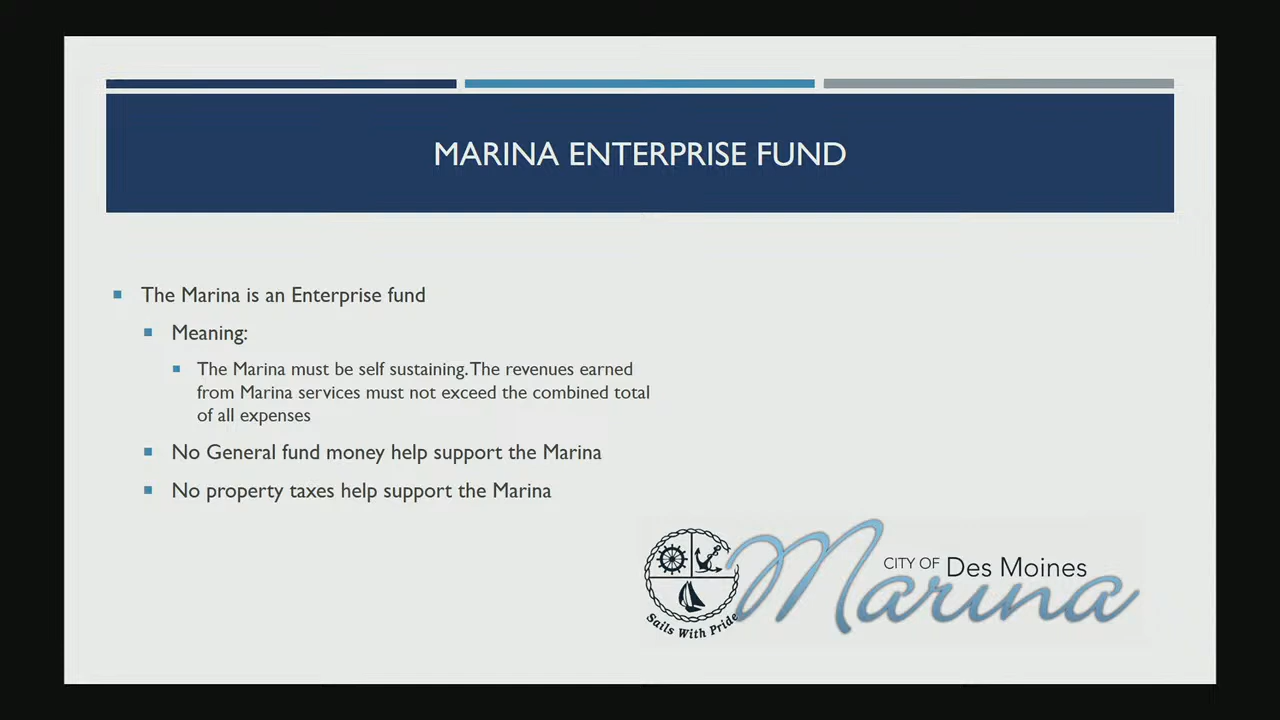 MARINA ENTERPRISE FUND
The Marina is an Enterprise fund
Meaning:
The Marina must be self sustaining. The revenues earned
from Marina services must not exceed the combined total
of all expenses
No General fund money help support the Marina
No property taxes help support the Marina
CITY OF Des Moines
Marina
Sails With Pride